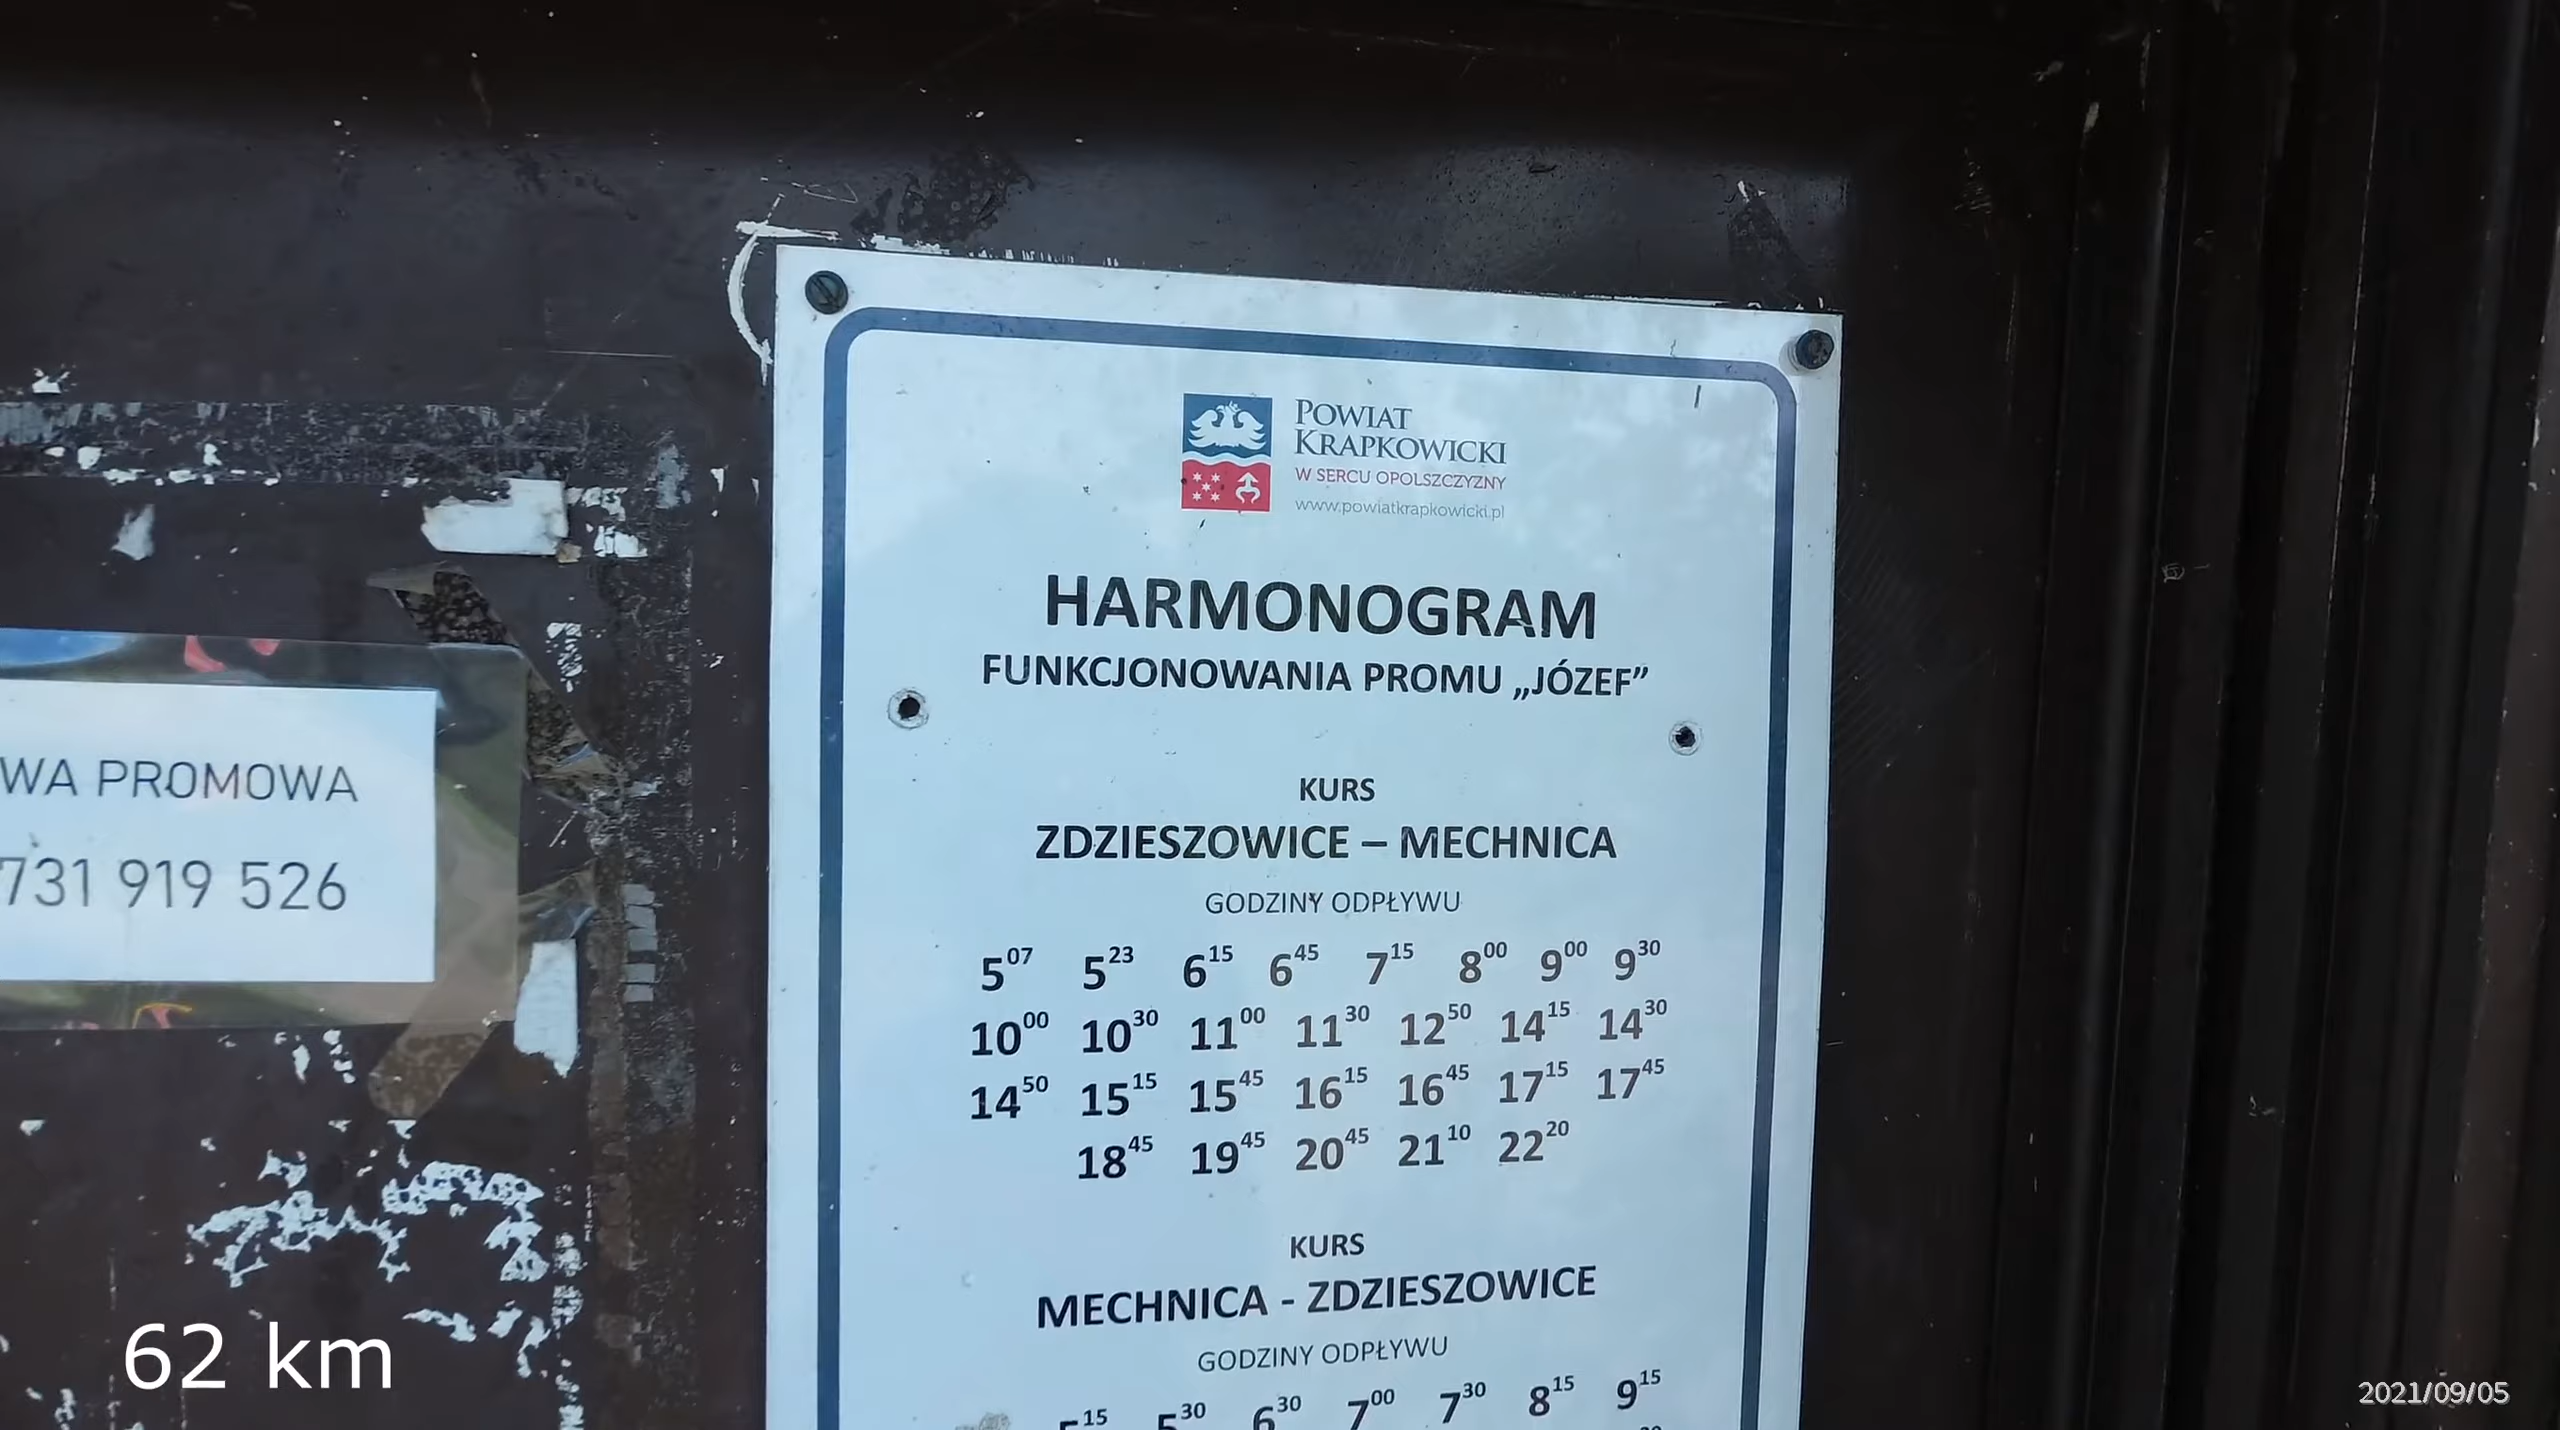 POWIAT
KRAPKOWICKI
W SERCU OPOLSZCZYZNY
www.powiatkrapkowicki.pl
HARMONOGRAM
FUNKCJONOWANIA PROMU „JÓZEF”
KURS
ZDZIESZOWICE – MECHNICA
GODZINY ODPŁYWU
5⁰⁷ 5²³ 6¹⁵ 6⁴⁵ 7¹⁵ 8⁰⁰ 9⁰⁰ 9³⁰
10⁰⁰ 10³⁰ 11⁰⁰ 11³⁰ 12⁵⁰ 14¹⁵ 14³⁰
14⁵⁰ 15¹⁵ 15⁴⁵ 16¹⁵ 16⁴⁵ 17¹⁵ 17⁴⁵
18⁴⁵ 19⁴⁵ 20⁴⁵ 21¹⁰ 22²⁰
KURS
MECHNICA - ZDZIESZOWICE
GODZINY ODPŁYWU
5¹⁵ 5³⁰ 6³⁰ 7⁰⁰ 7³⁰ 8¹⁵ 9¹⁵
WA PROMOWA
731 919 526
62 km
2021/09/05